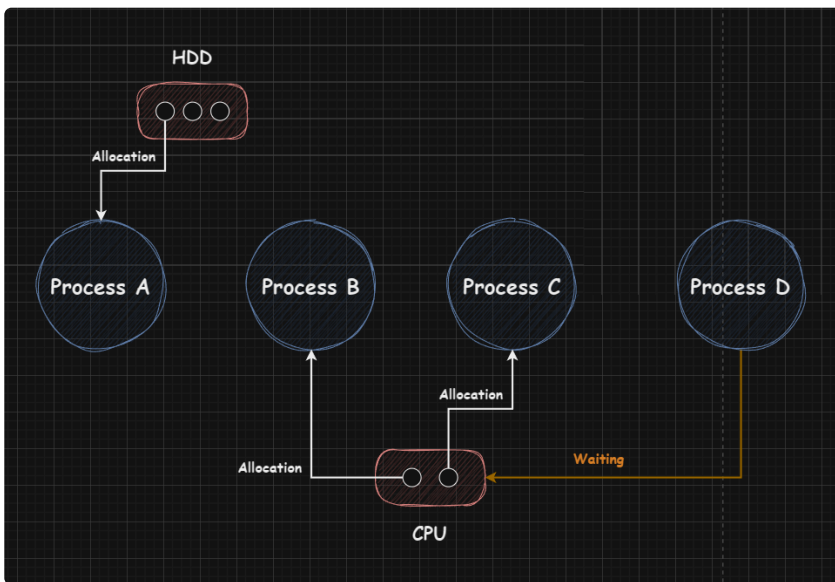 HDD
Allocation
Process A
Process B
Process C
Process D
Allocation
Waiting
Allocation
CPU